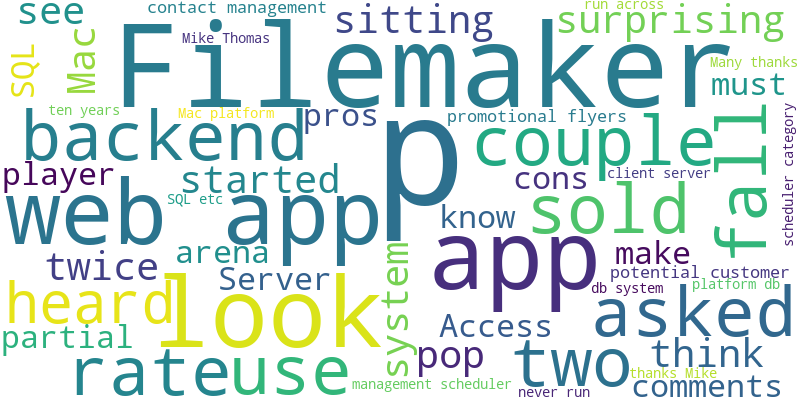 see
contact management
sitting
run across
surprising
SQL
Mac
Mike Thomas
Filemaker
Many thanks
must
ten years
Mac platform
pros
promotional flyers
backend
p
couple
fall
scheduler category
player
started
cons
client server
web app
SQL etc
know
sold
twice
arena
system
app
make
heard
Server
look
potential customer
db system
platform db
partial
Access
asked
rate
use
pop
two
think
management scheduler
never run
thanks Mike
comments